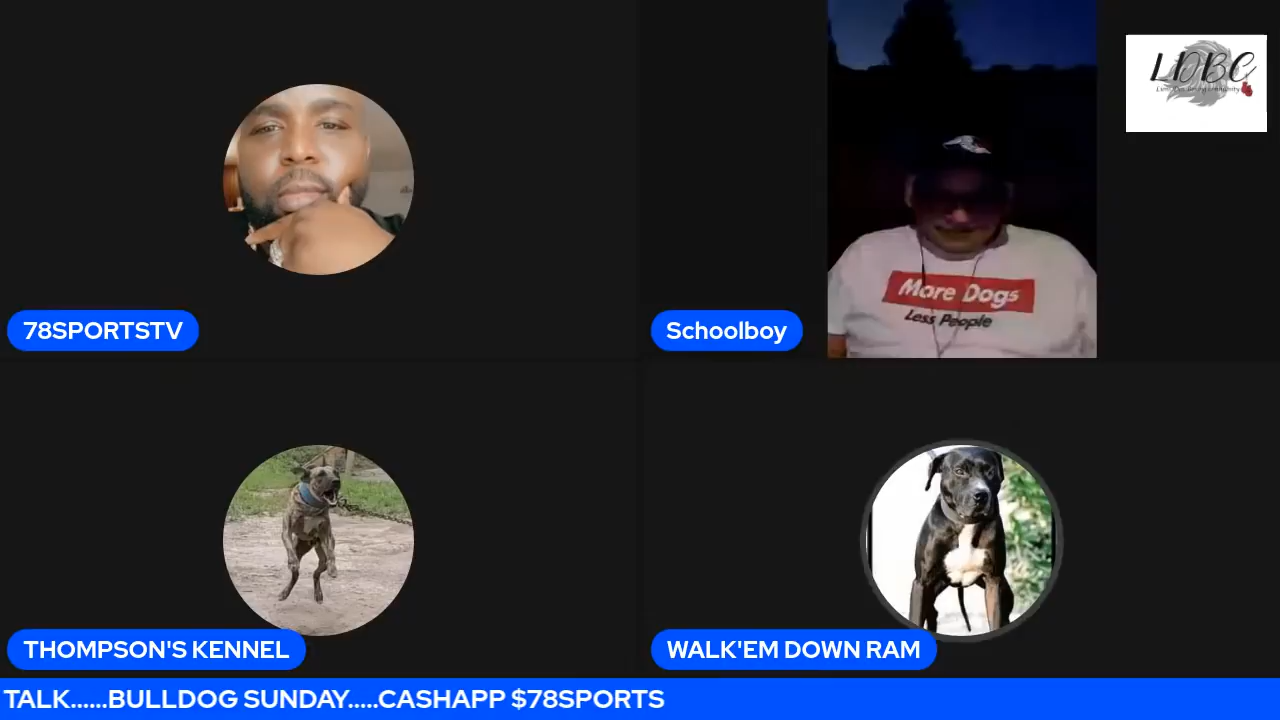 LDBC
78SPORTSTV
More Dogs
Less People
Schoolboy
THOMPSON'S KENNEL
WALK'EM DOWN RAM
TALK......BULLDOG SUNDAY.....CASHAPP $78SPORTS